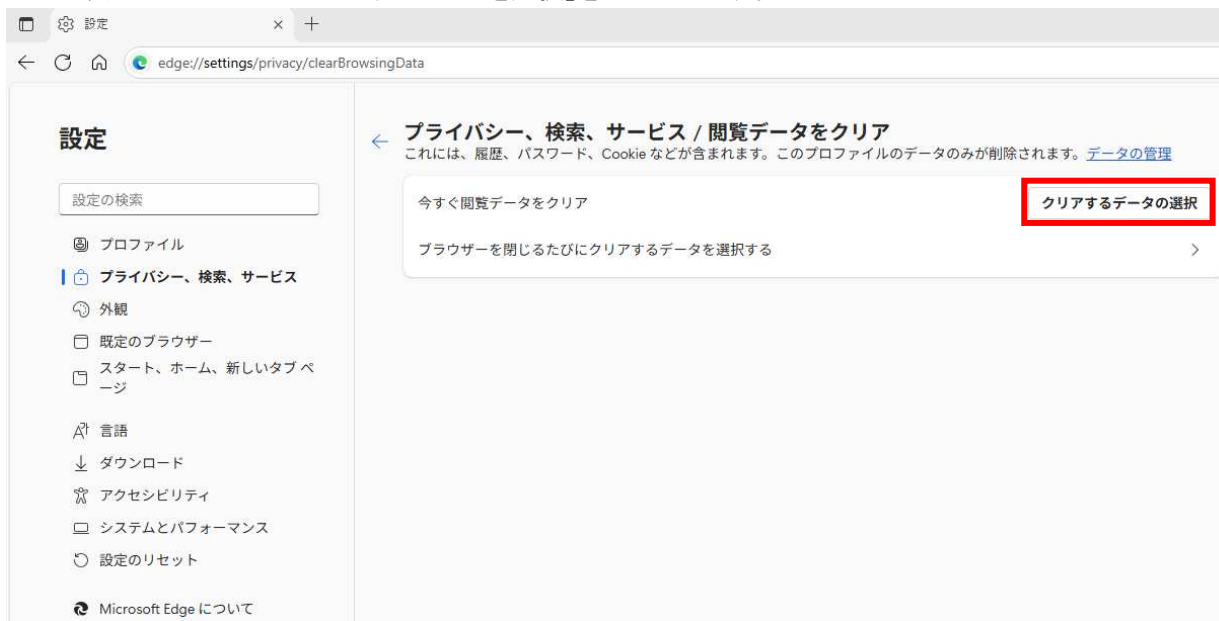 設定
edge://settings/privacy/clearBrowsingData
設定
設定の検索
プロファイル
プライバシー、検索、サービス
外観
既定のブラウザー
スタート、ホーム、新しいタブ ペ
ージ
言語
ダウンロード
アクセシビリティ
システムとパフォーマンス
設定のリセット
Microsoft Edge について
プライバシー、検索、サービス / 閲覧データをクリア
これには、履歴、パスワード、Cookie などが含まれます。このプロファイルのデータのみが削除されます。データの管理
今すぐ閲覧データをクリア
クリアするデータの選択
ブラウザーを閉じるたびにクリアするデータを選択する